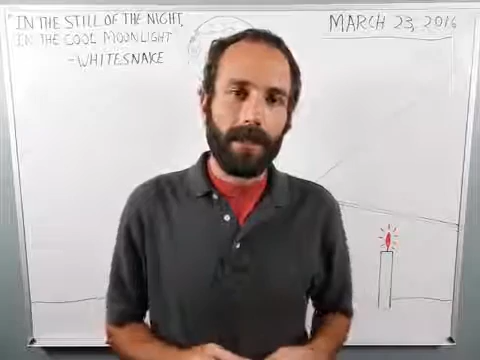 IN THE STILL OF THE NIGHT,
IN THE COOL MOONLIGHT
-WHITESNAKE
MARCH 23, 2016